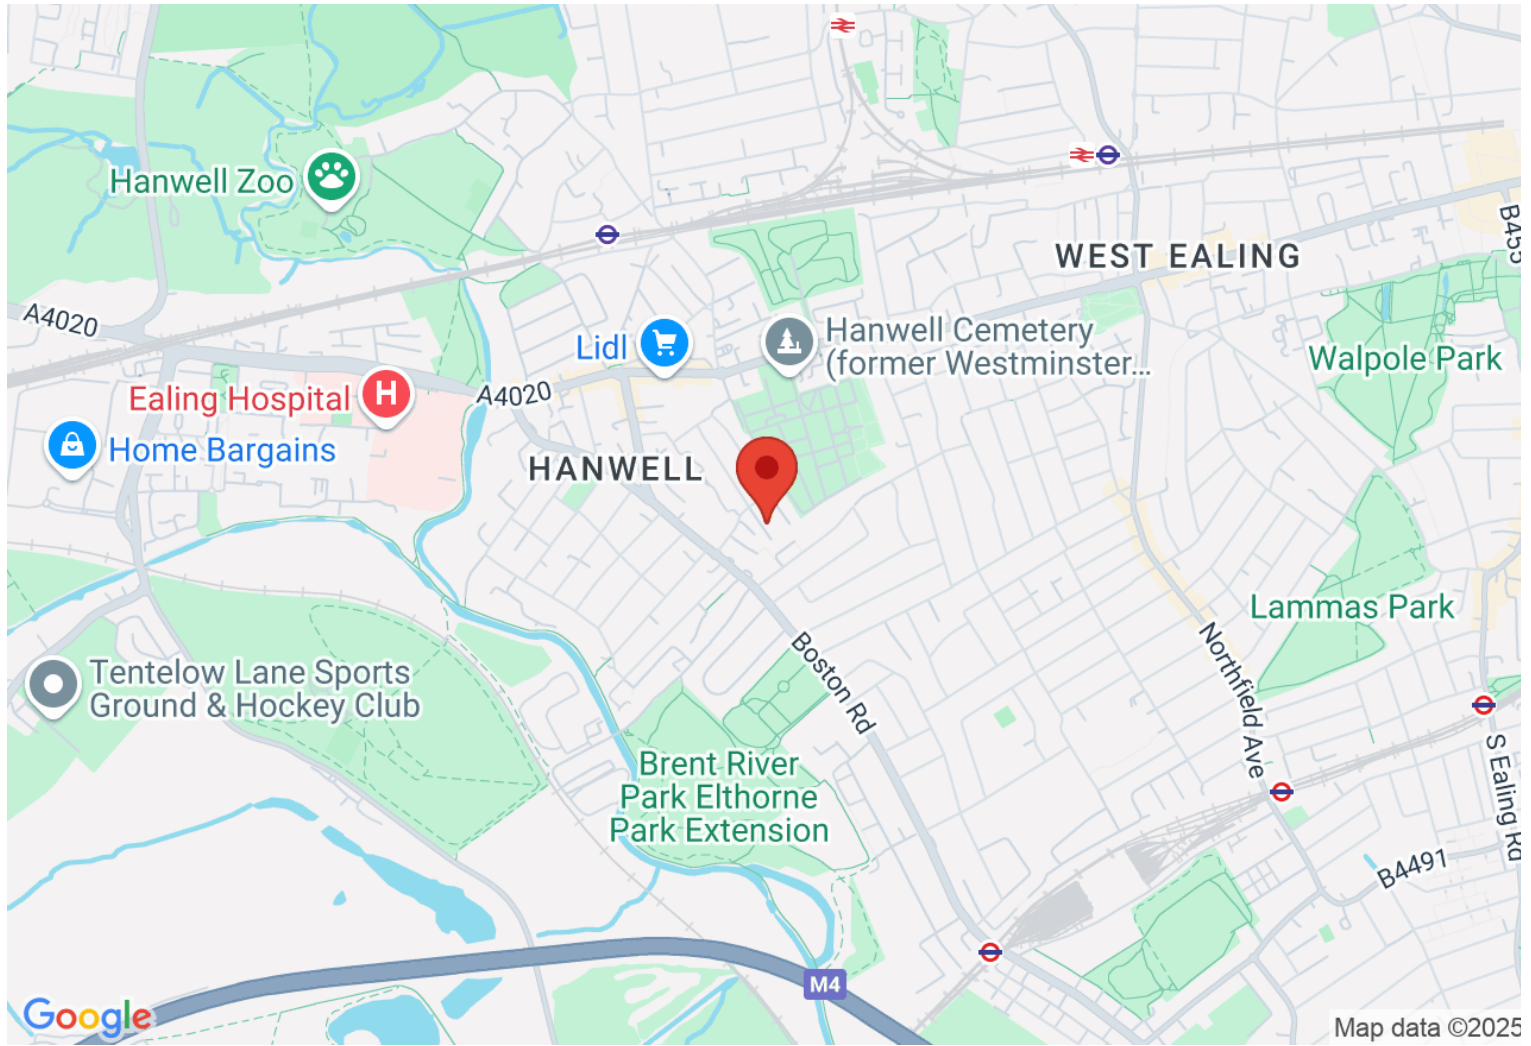 Hanwell Zoo
B455
WEST EALING
A4020
Lidl
Hanwell Cemetery
(former Westminster...
Walpole Park
A4020
Ealing Hospital
H
Home Bargains
HANWELL
Lammas Park
Northfield Ave
Boston Rd
Tentelow Lane Sports
Ground & Hockey Club
S Ealing Rd
Brent River
Park Elthorne
Park Extension
B4491
M4
Google
Map data ©2025